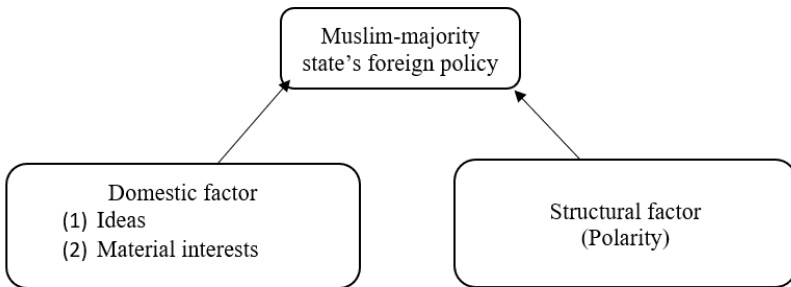 Muslim-majority
state's foreign policy
Domestic factor
(1) Ideas
(2) Material interests
Structural factor
(Polarity)